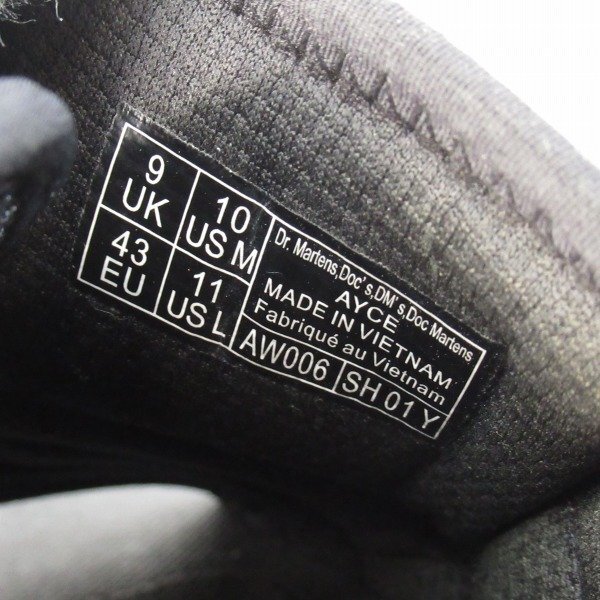 9
UK
10
US M
43
EU
11
US L
Dr. Martens,Doc's,DM's,Doc Martens
AYCE
MADE IN VIETNAM
Fabriqué au Vietnam
AW006
SH 01 Y